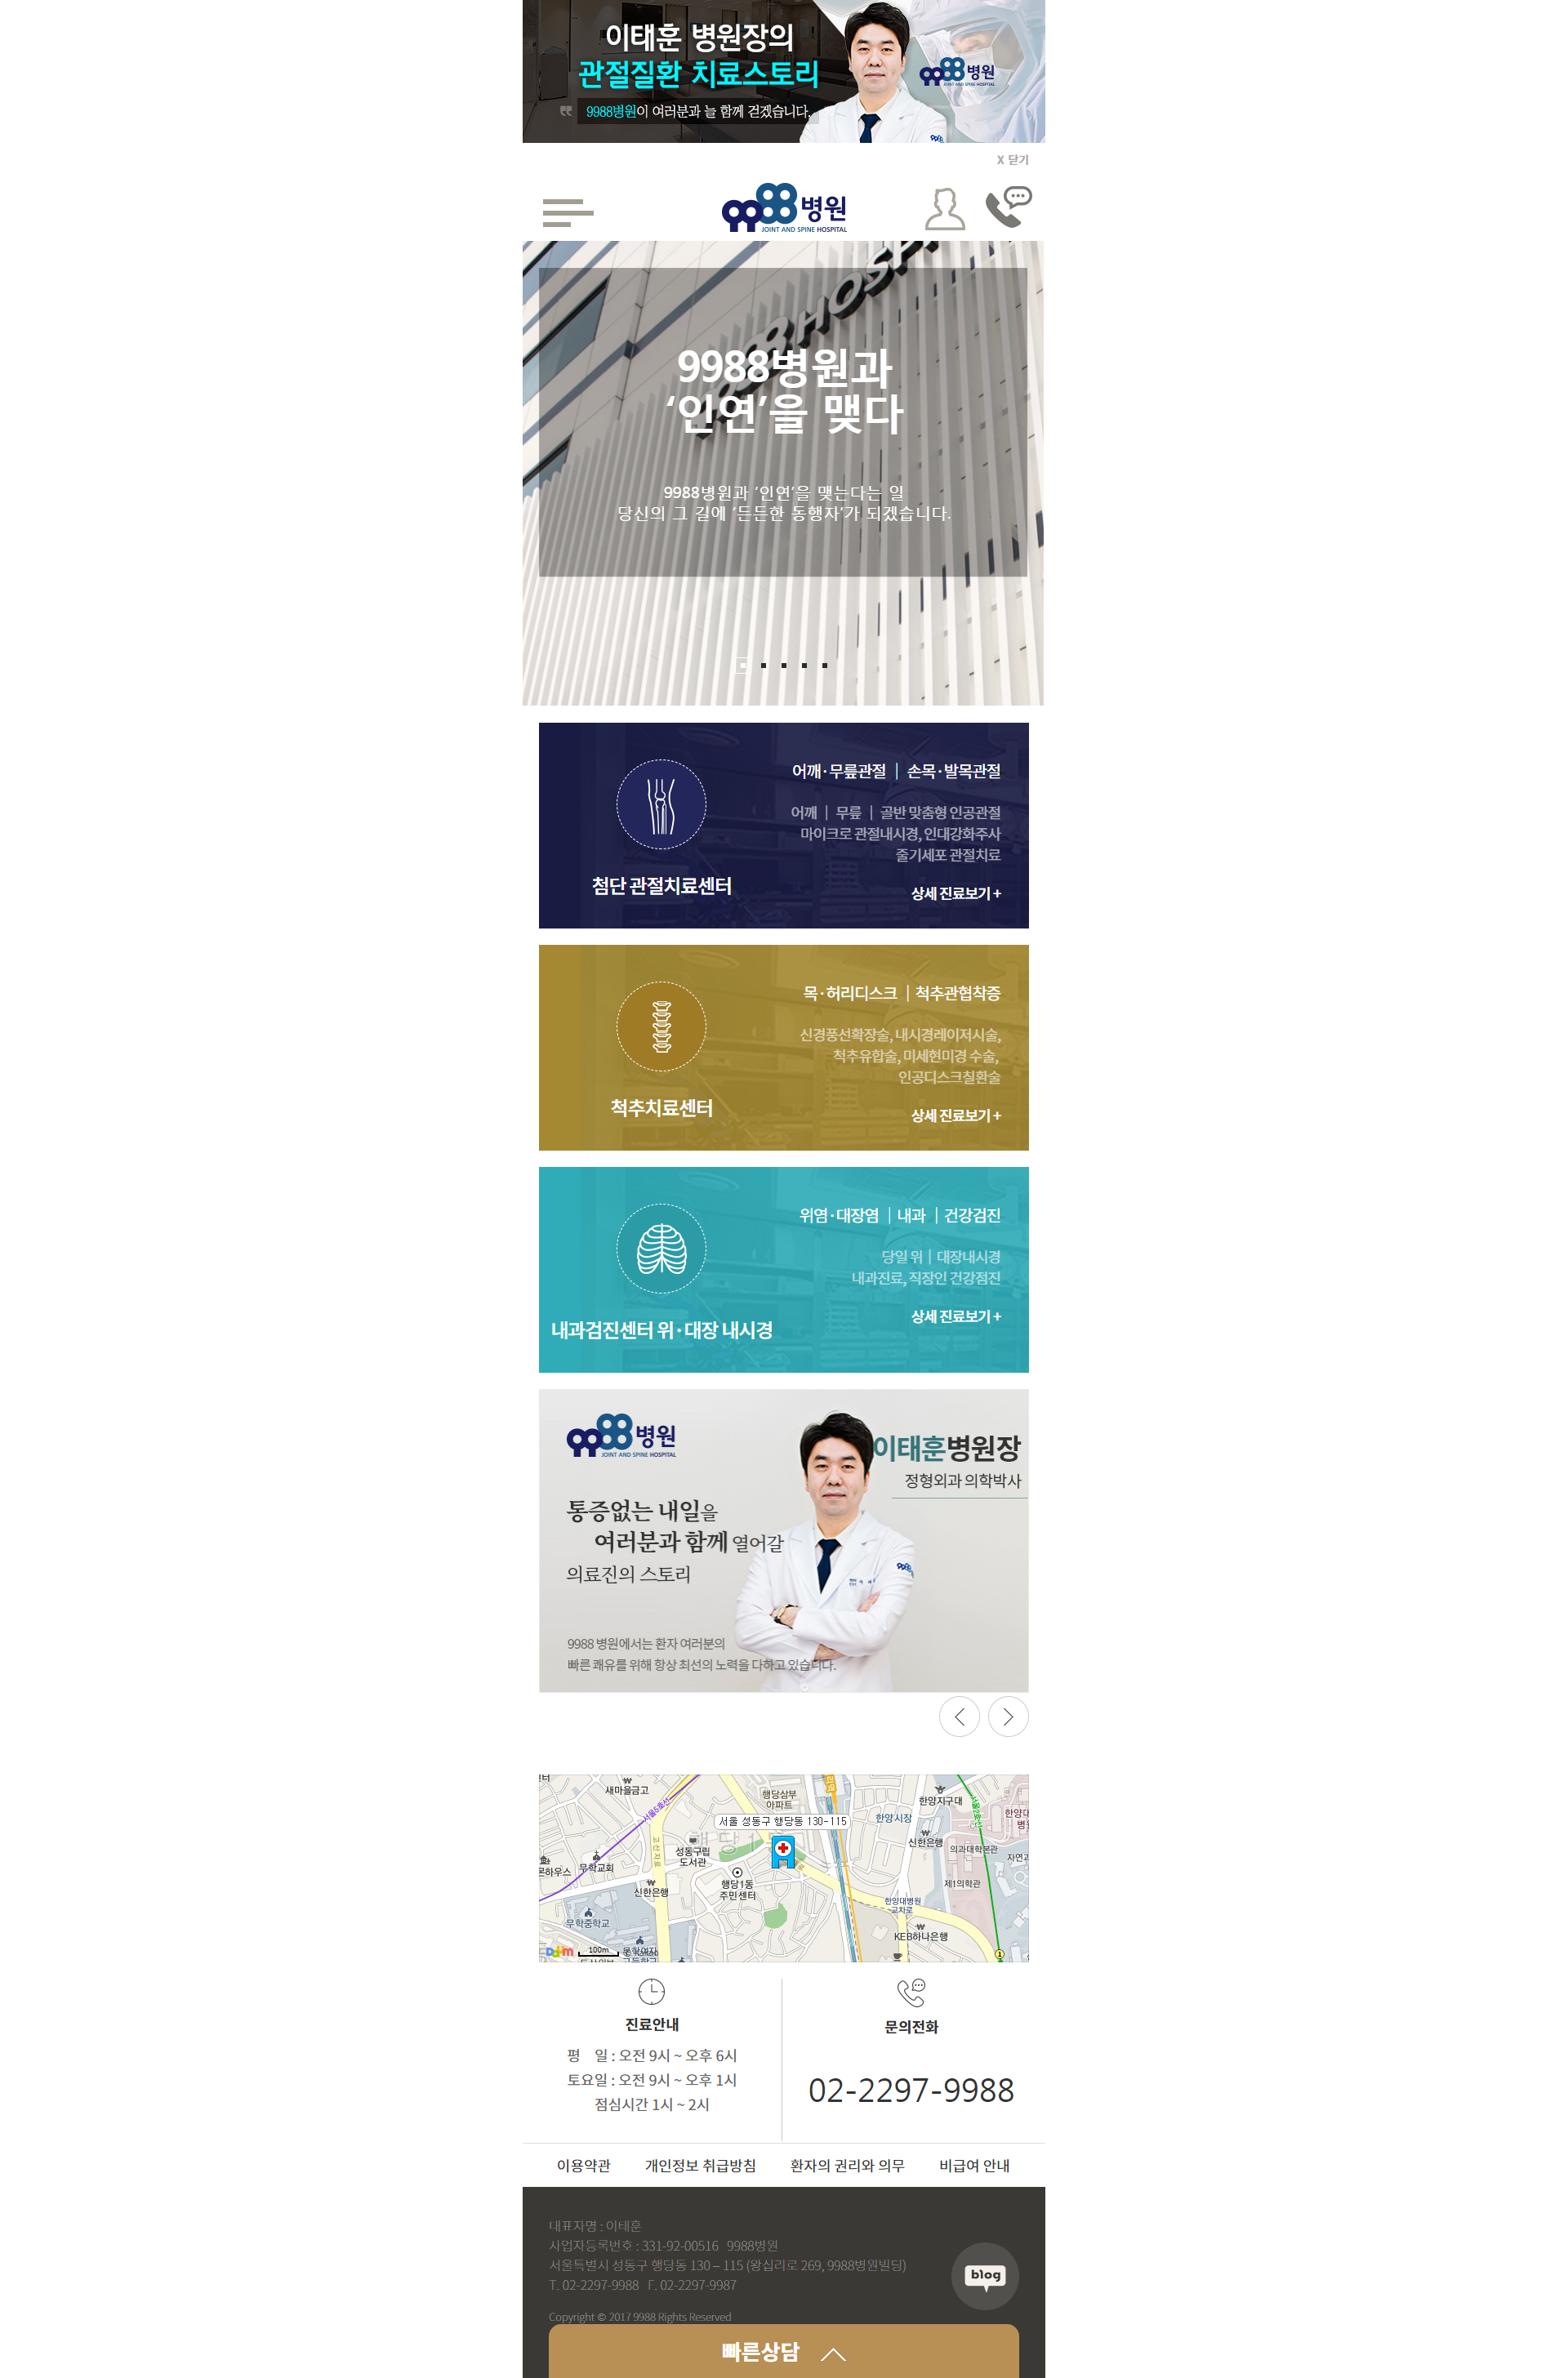 이태훈 병원장의
관절질환 치료스토리
9988병원이 여러분과 늘 함께 걷겠습니다.
9988병원
JOINT AND SPINE HOSPITAL
X 닫기
9988병원
JOINT AND SPINE HOSPITAL
9988병원과
‘인연’을 맺다
9988병원과 ‘인연’을 맺는다는 일
당신의 그 길에 ‘든든한 동행자’가 되겠습니다.
어깨·무릎관절 | 손목·발목관절
어깨 | 무릎 | 골반 맞춤형 인공관절
마이크로 관절내시경, 인대강화주사
줄기세포 관절치료
첨단 관절치료센터
상세 진료보기 +
목·허리디스크 | 척추관협착증
신경풍선확장술, 내시경레이저시술,
척추유합술, 미세현미경 수술,
인공디스크칠환술
척추치료센터
상세 진료보기 +
위염·대장염 | 내과 | 건강검진
당일 위 | 대장내시경
내과진료, 직장인 건강점진
상세 진료보기 +
내과검진센터 위·대장 내시경
9988병원
JOINT AND SPINE HOSPITAL
이태훈병원장
정형외과 의학박사
통증없는 내일을
여러분과 함께 열어갈
의료진의 스토리
9988 병원에서는 환자 여러분의
빠른 쾌유를 위해 항상 최선의 노력을 다하고 있습니다.
새마을금고
서울5호선
행당삼부
아파트
한양지구대
서울 성동구 행당동 130-115
한양시장
신한은행
의과대학본관
성동구립
도서관
무학교회
신한은행
행당1동
주민센터
제1의학관
한양대병원
교차로
무학중학교
KEB하나은행
100m
진료안내
평 일 : 오전 9시 ~ 오후 6시
토요일 : 오전 9시 ~ 오후 1시
점심시간 1시 ~ 2시
문의전화
02-2297-9988
이용약관 개인정보 취급방침 환자의 권리와 의무 비급여 안내
대표자명 : 이태훈
사업자등록번호 : 331-92-00516 9988병원
서울특별시 성동구 행당동 130 – 115 (왕십리로 269, 9988병원빌딩)
T. 02-2297-9988 F. 02-2297-9987
blog
Copyright © 2017 9988 Rights Reserved
빠른상담